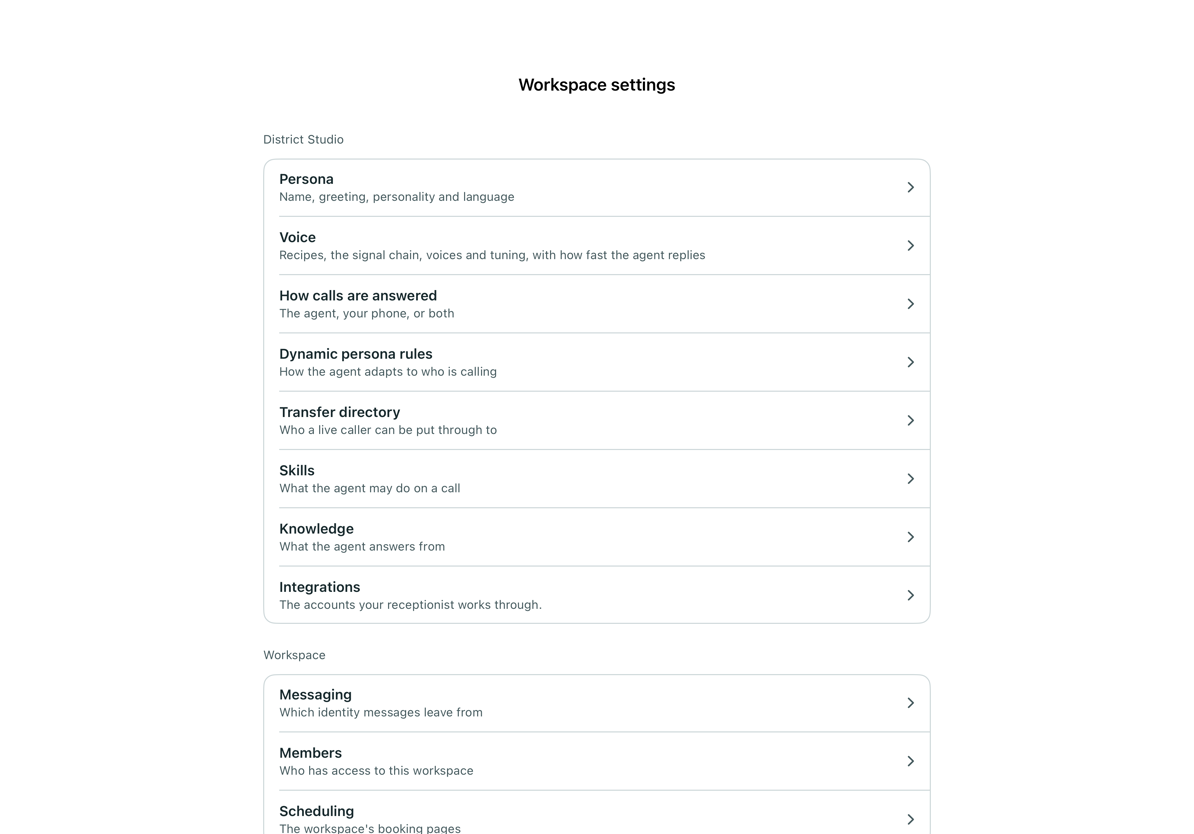 Workspace settings
District Studio
Persona
Name, greeting, personality and language
Voice
Recipes, the signal chain, voices and tuning, with how fast the agent replies
How calls are answered
The agent, your phone, or both
Dynamic persona rules
How the agent adapts to who is calling
Transfer directory
Who a live caller can be put through to
Skills
What the agent may do on a call
Knowledge
What the agent answers from
Integrations
The accounts your receptionist works through.
Workspace
Messaging
Which identity messages leave from
Members
Who has access to this workspace
Scheduling
The workspace's booking pages